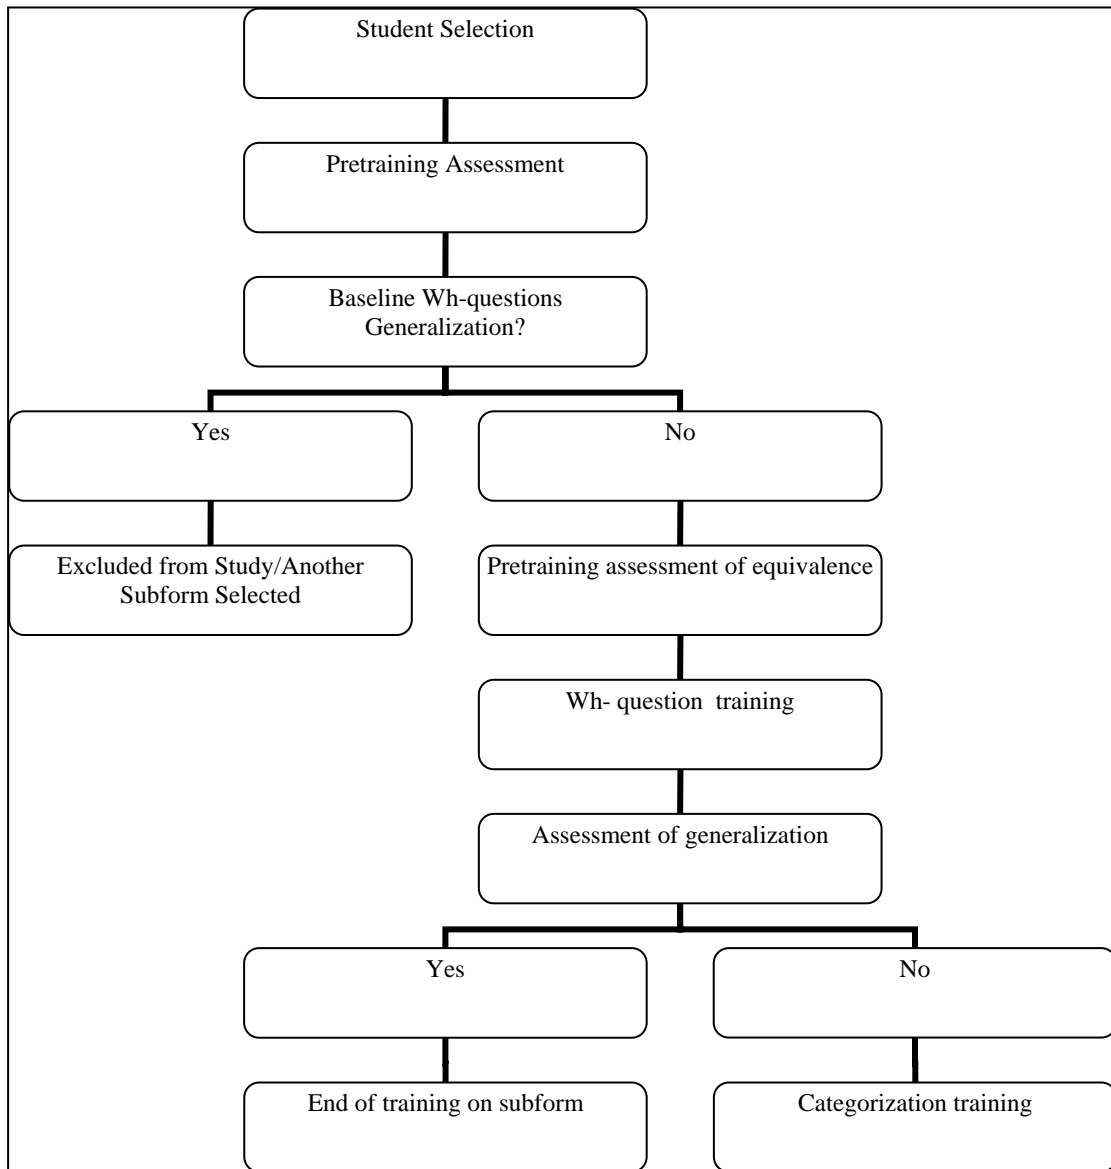 Student Selection
Pretraining Assessment
Baseline Wh-questions
Generalization?
Yes
No
Excluded from Study/Another
Subform Selected
Pretraining assessment of equivalence
Wh- question  training
Assessment of generalization
Yes
No
End of training on subform
Categorization training